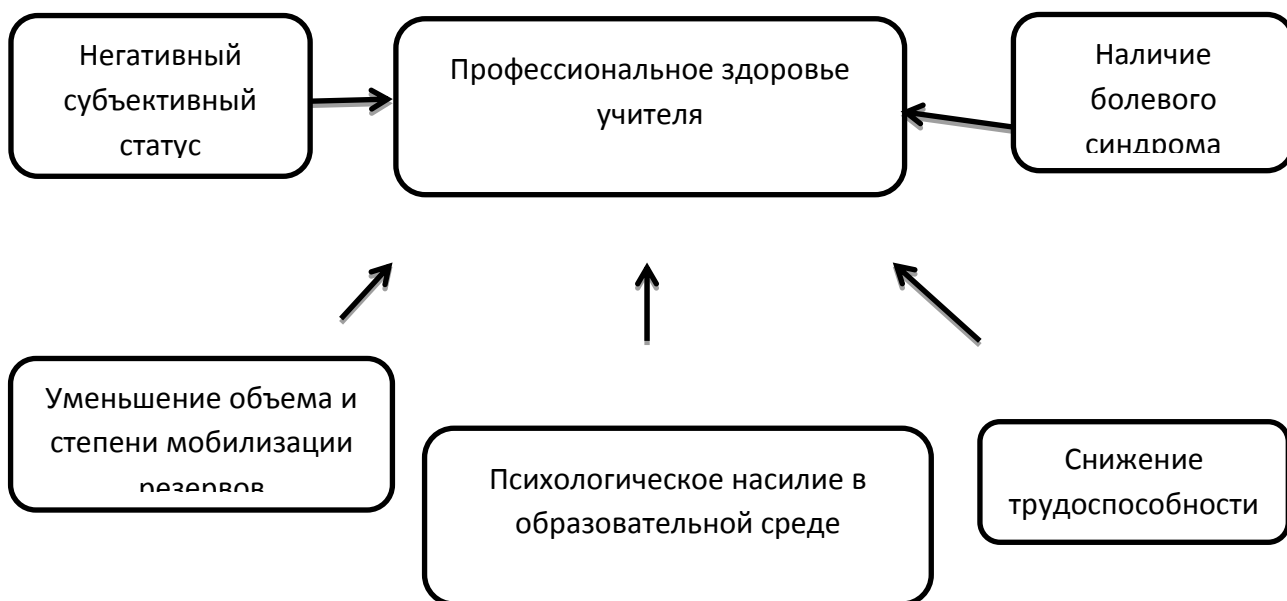 Негативный
субъективный
статус
Профессиональное здоровье
учителя
Наличие
болевого
синдрома
Уменьшение объема и
степени мобилизации
резервов
Психологическое насилие в
образовательной среде
Снижение
трудоспособности